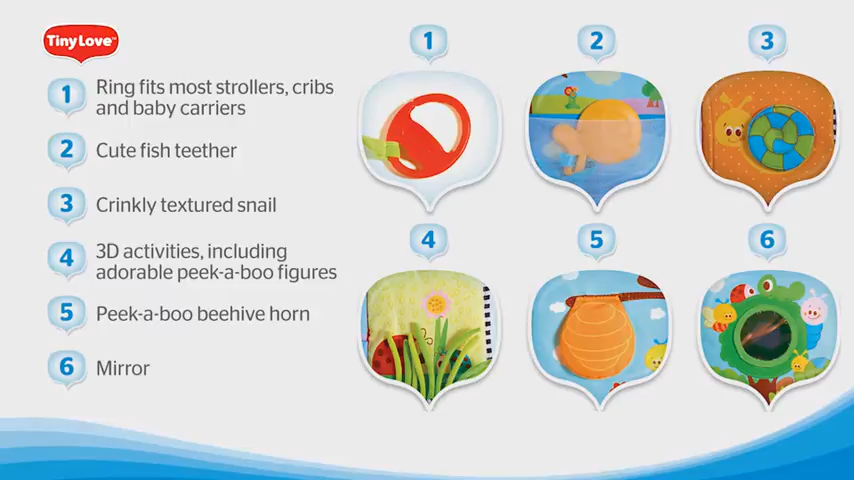 TinyLove™
1 Ring fits most strollers, cribs
and baby carriers
2 Cute fish teether
3 Crinkly textured snail
4 3D activities, including
adorable peek-a-boo figures
5 Peek-a-boo beehive horn
6 Mirror
1 2 3
4 5 6